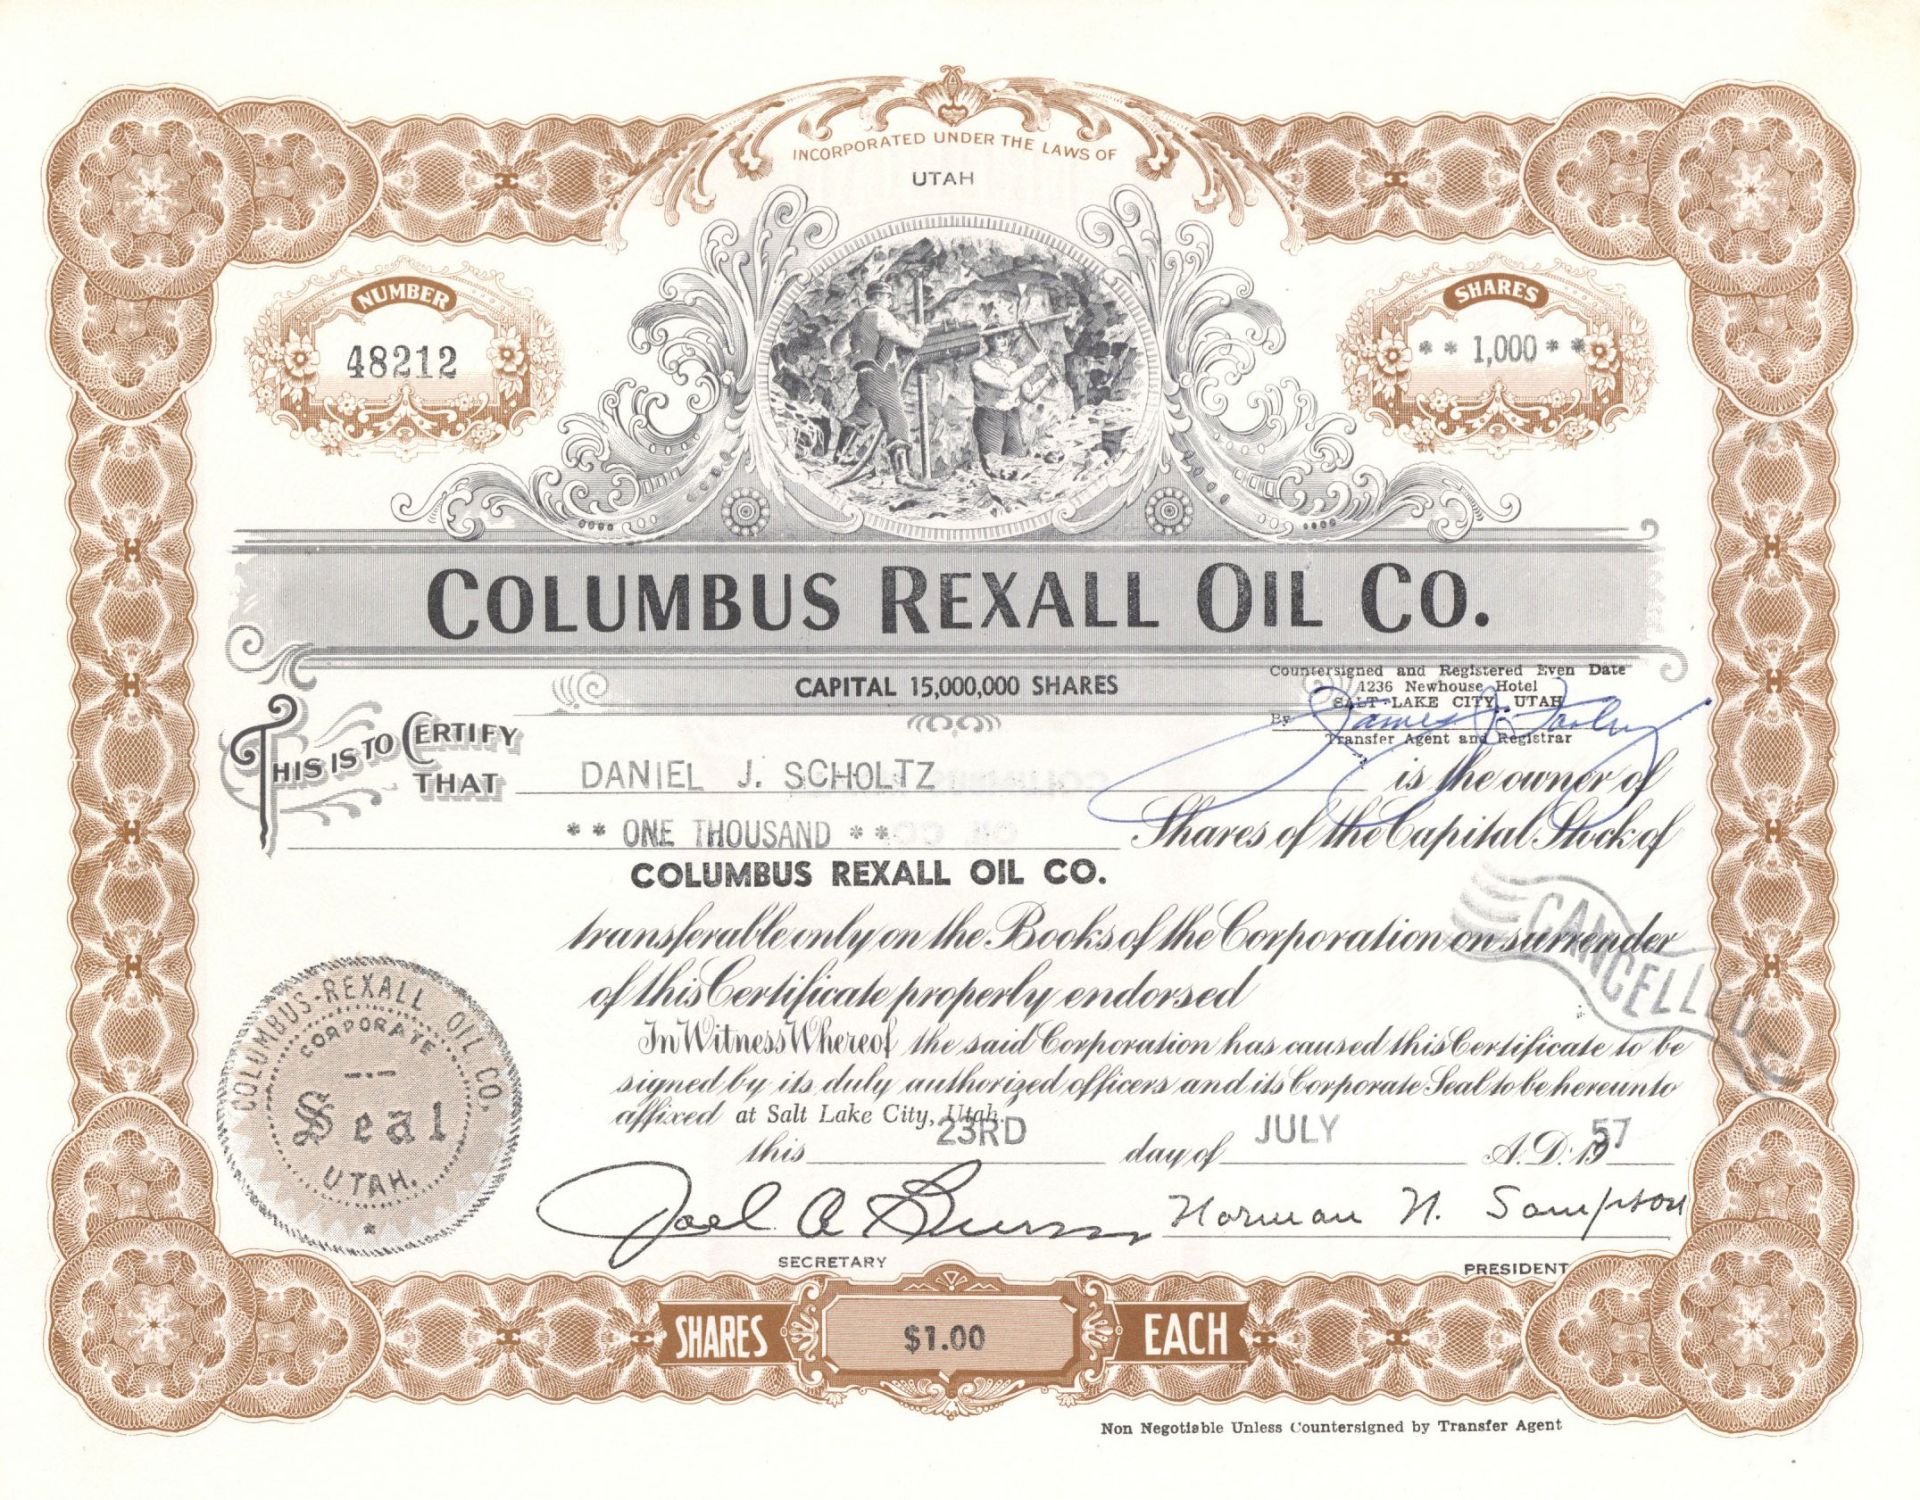 INCORPORATED UNDER THE LAWS OF
UTAH
NUMBER
48212
SHARES
* * 1,000 * *
COLUMBUS REXALL OIL CO.
CAPITAL 15,000,000 SHARES
Countersigned and Registered Even Date
1236 Newhouse Hotel
SALT LAKE CITY, UTAH
By
Transfer Agent and Registrar
THIS IS TO CERTIFY THAT DANIEL J. SCHOLTZ is the owner of
* * ONE THOUSAND * * Shares of the Capital Stock of
COLUMBUS REXALL OIL CO.
transferable only on the Books of the Corporation on surrender
of this Certificate properly endorsed
CANCELLED
In Witness Whereof the said Corporation has caused this Certificate to be
signed by its duly authorized officers and its Corporate Seal to be hereunto
affixed at Salt Lake City, Utah.
this 23RD day of JULY A.D. 19 57
COLUMBUS-REXALL OIL CO.
CORPORATE
Seal
UTAH.
Norman N. Sampson
SECRETARY
PRESIDENT
SHARES $1.00 EACH
Non Negotiable Unless Countersigned by Transfer Agent